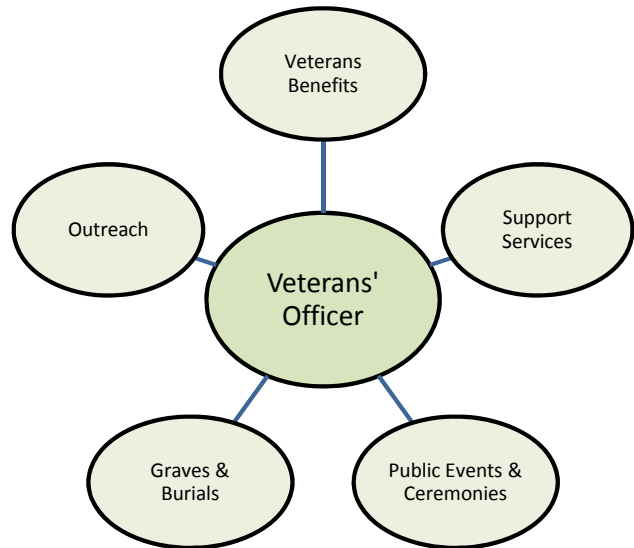 Veterans
Benefits
Outreach
Support
Services
Veterans'
Officer
Graves &
Burials
Public Events &
Ceremonies